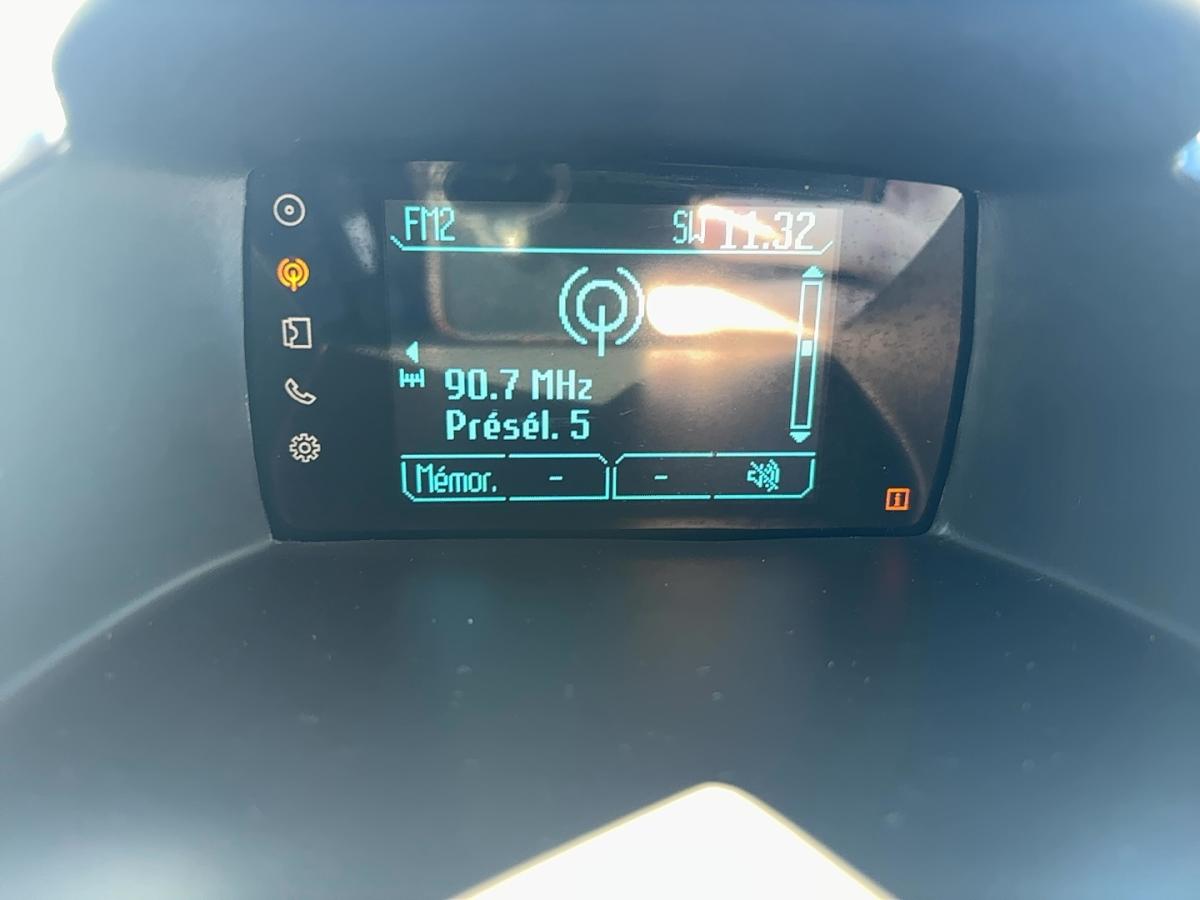 FM2 SW 11:32
90.7 MHz
Présél. 5
Mémor. - -
i